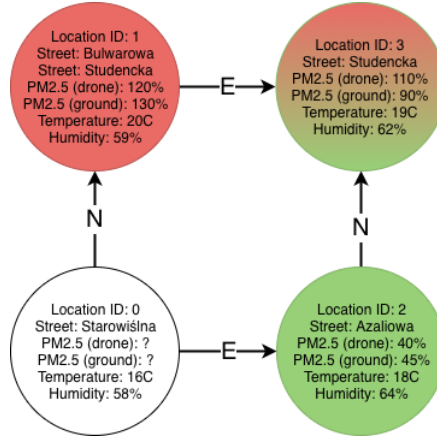 Location ID: 1
Street: Bulwarowa
Street: Studencka
PM2.5 (drone): 120%
PM2.5 (ground): 130%
Temperature: 20C
Humidity: 59%
E
Location ID: 3
Street: Studencka
PM2.5 (drone): 110%
PM2.5 (ground): 90%
Temperature: 19C
Humidity: 62%
N
N
Location ID: 0
Street: Starowiślna
PM2.5 (drone): ?
PM2.5 (ground): ?
Temperature: 16C
Humidity: 58%
E
Location ID: 2
Street: Azaliowa
PM2.5 (drone): 40%
PM2.5 (ground): 45%
Temperature: 18C
Humidity: 64%